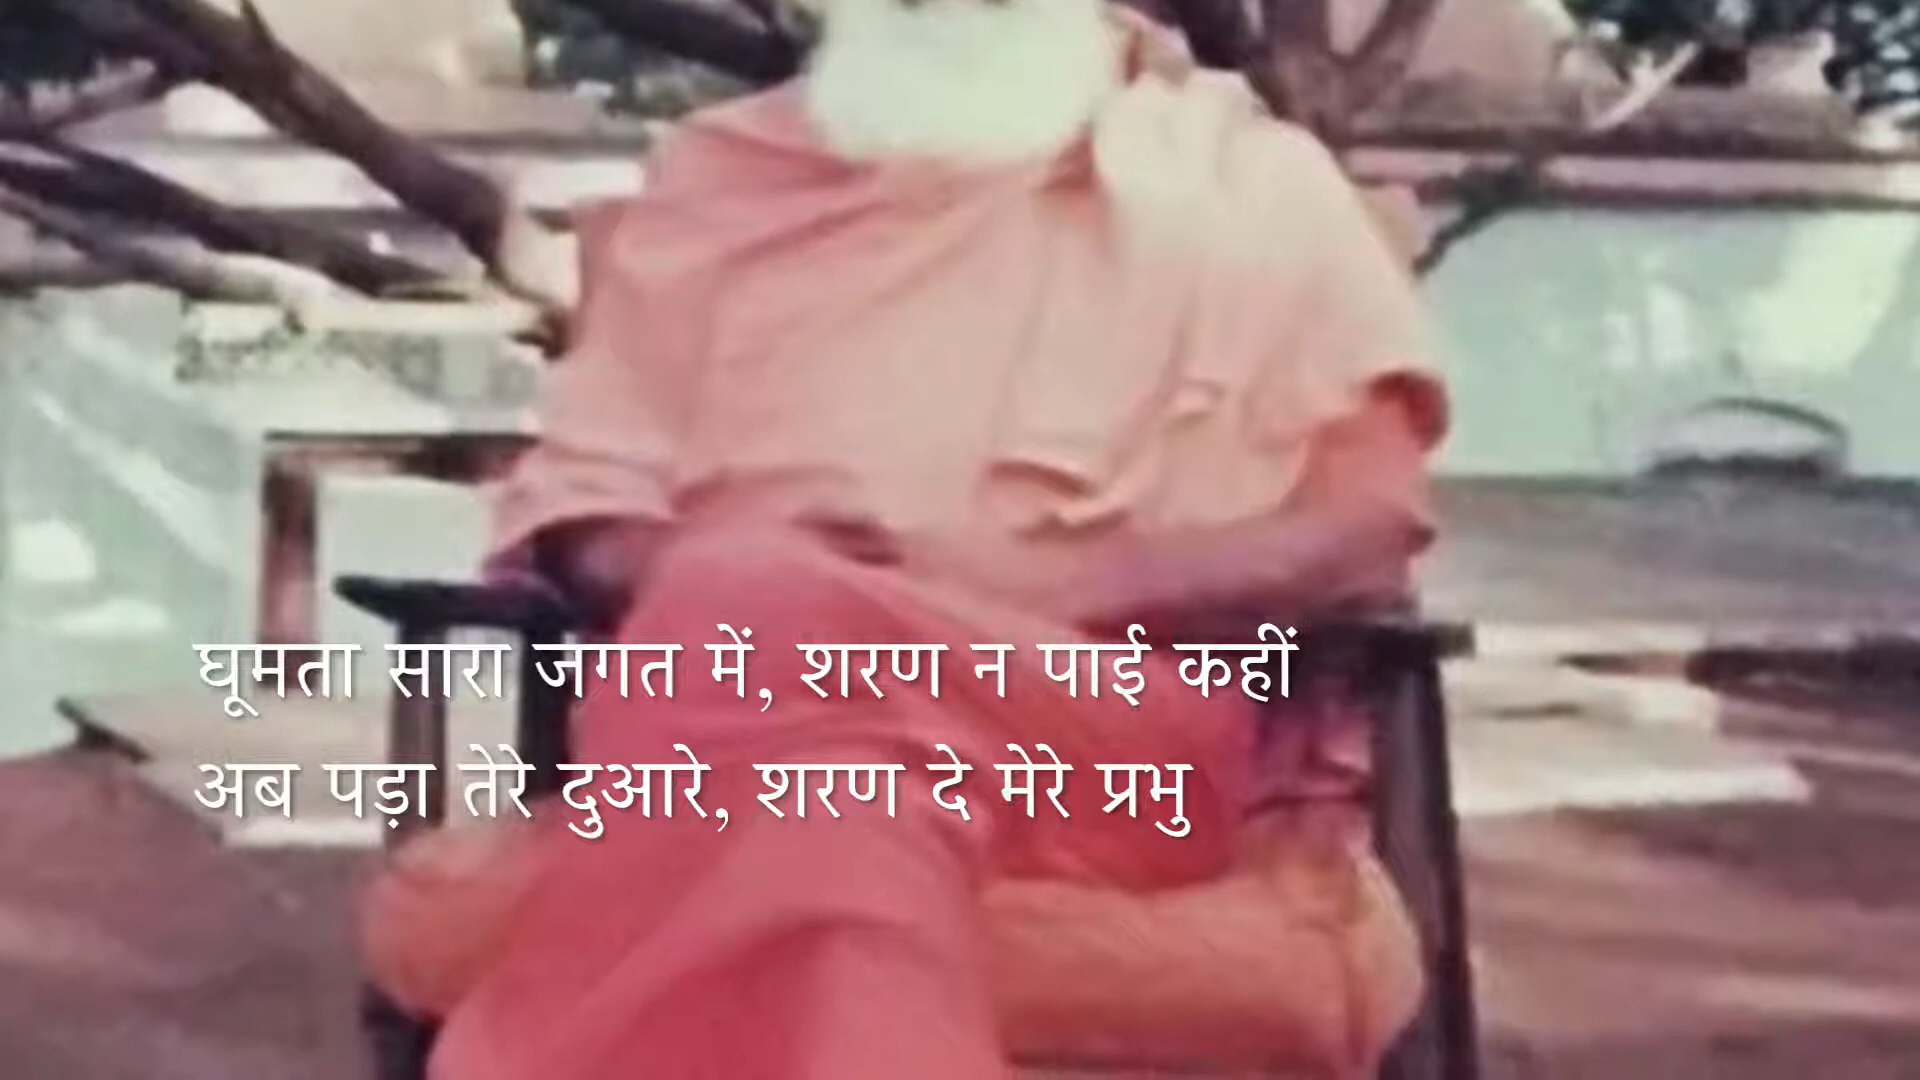 घूमता सारा जगत में, शरण न पाई कहीं
अब पड़ा तेरे दुआरे, शरण दे मेरे प्रभु